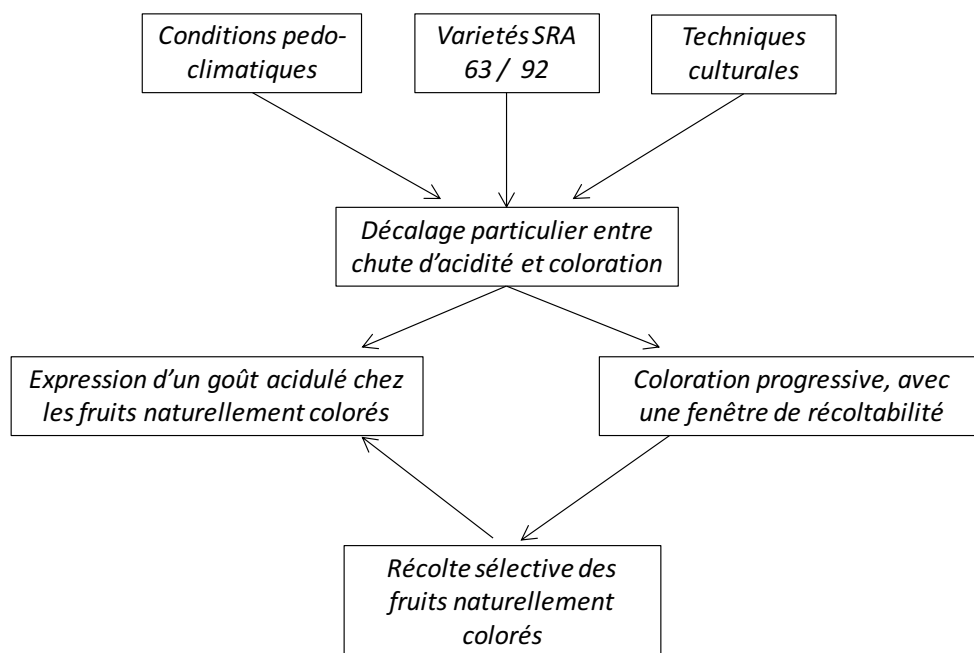 Conditions pedo-
climatiques
Varietés SRA
63 / 92
Techniques
culturales
Décalage particulier entre
chute d'acidité et coloration
Expression d'un goût acidulé chez
les fruits naturellement colorés
Coloration progressive, avec
une fenêtre de récoltabilité
Récolte sélective des
fruits naturellement
colorés